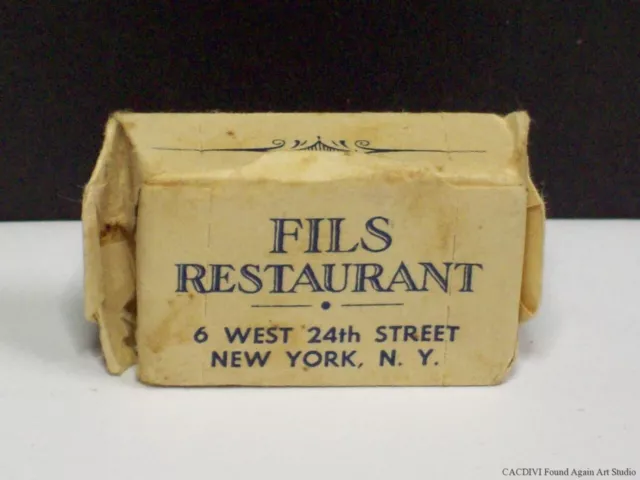 FILS
RESTAURANT
6 WEST 24th STREET
NEW YORK, N. Y.
CACDIVI Found Again Art Studio